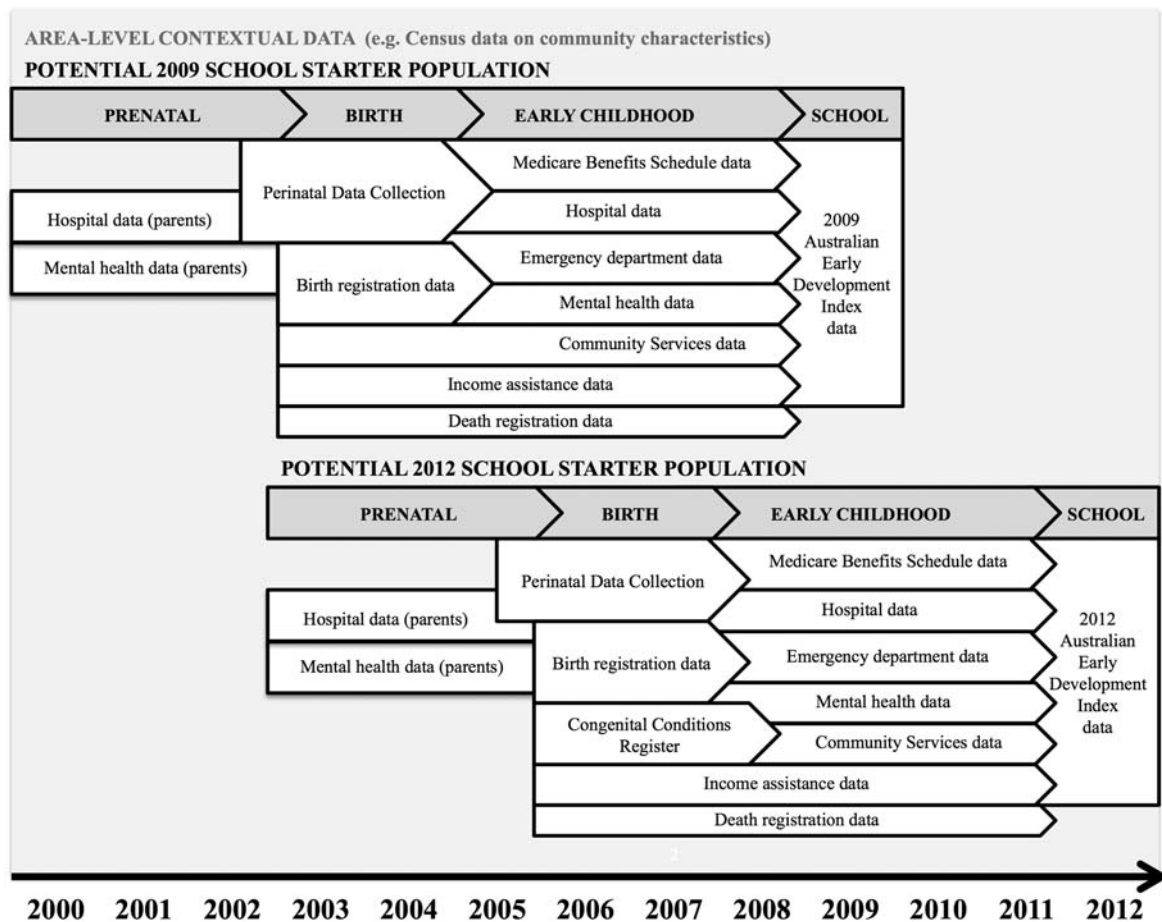 AREA-LEVEL CONTEXTUAL DATA (e.g. Census data on community characteristics)
POTENTIAL 2009 SCHOOL STARTER POPULATION
PRENATAL
BIRTH
EARLY CHILDHOOD
SCHOOL
Medicare Benefits Schedule data
Perinatal Data Collection
Hospital data
Hospital data (parents)
2009
Australian
Early
Development
Index
data
Emergency department data
Mental health data (parents)
Birth registration data
Mental health data
Community Services data
Income assistance data
Death registration data
POTENTIAL 2012 SCHOOL STARTER POPULATION
PRENATAL
BIRTH
EARLY CHILDHOOD
SCHOOL
Medicare Benefits Schedule data
Perinatal Data Collection
Hospital data
Hospital data (parents)
2012
Australian
Early
Development
Index
data
Emergency department data
Mental health data (parents)
Birth registration data
Mental health data
Congenital Conditions
Register
Community Services data
Income assistance data
Death registration data
2
2000 2001 2002 2003 2004 2005 2006 2007 2008 2009 2010 2011 2012